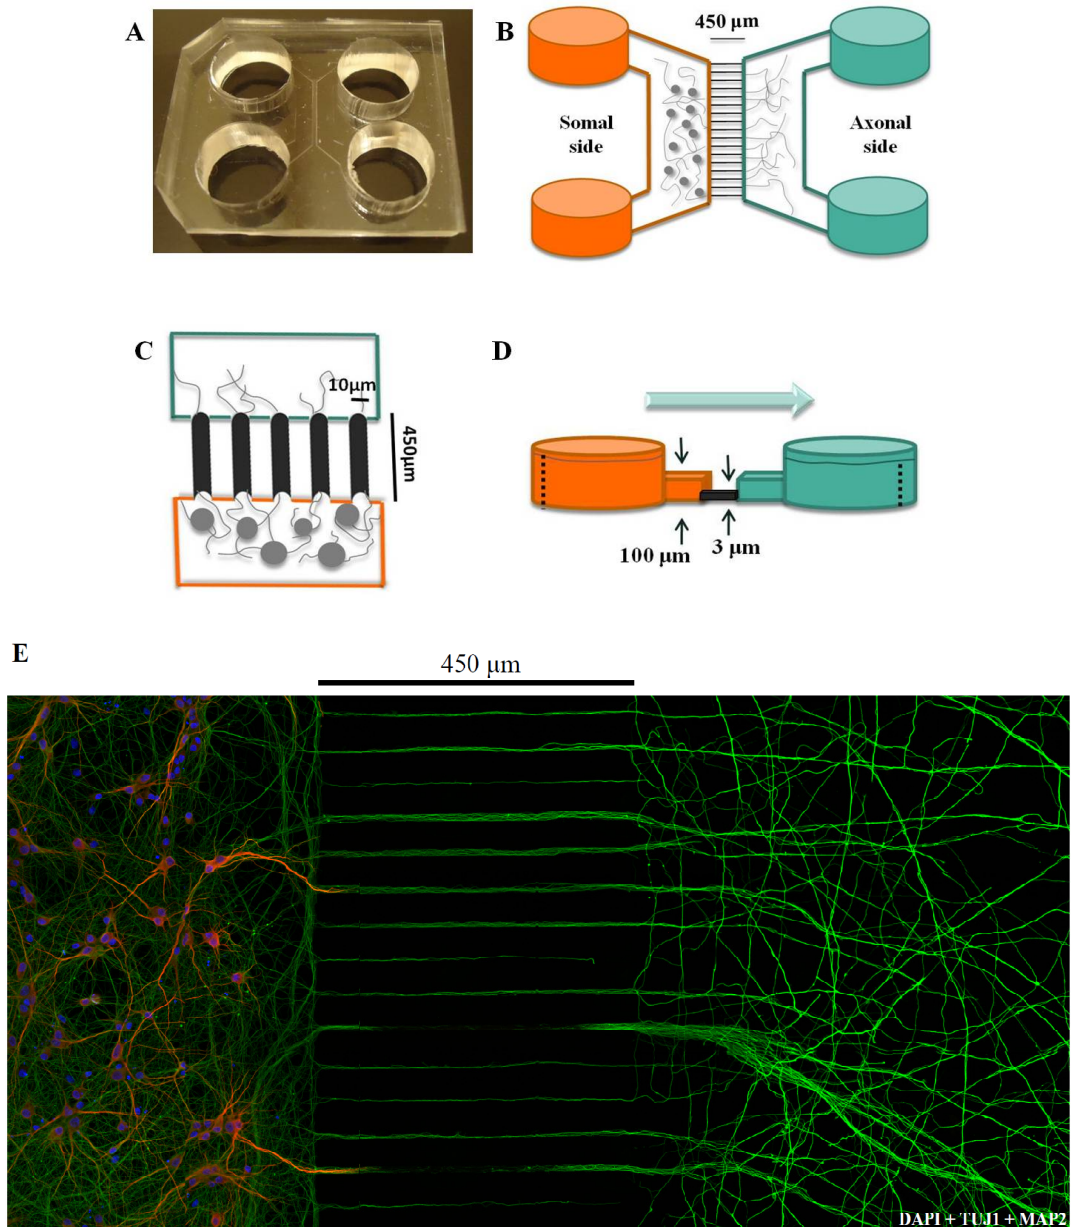 A
B
450 µm
Somal
side
Axonal
side
C
10µm
450µm
D
100 µm
3 µm
E
450 µm
DAPI + TUJ1 + MAP2